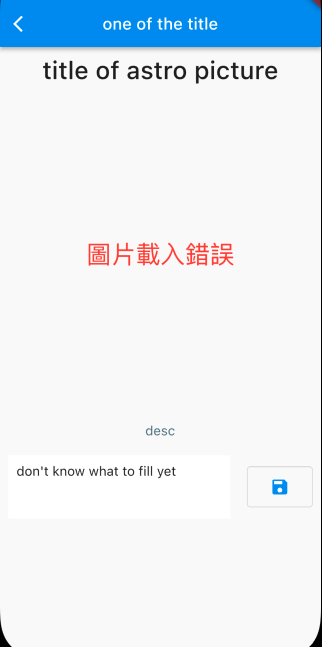 one of the title
title of astro picture
圖片載入錯誤
desc
don't know what to fill yet